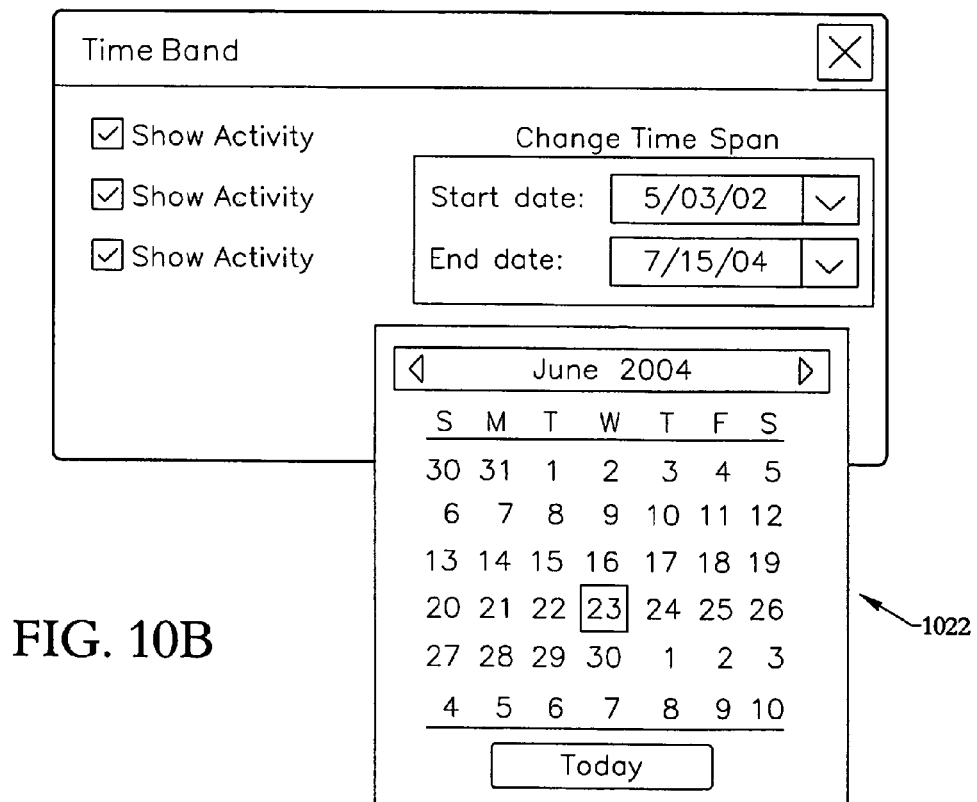 Time Band
Show Activity
Show Activity
Show Activity
Change Time Span
Start date: 5/03/02
End date: 7/15/04
June 2004
S M T W T F S
30 31 1 2 3 4 5
6 7 8 9 10 11 12
13 14 15 16 17 18 19
20 21 22 23 24 25 26
27 28 29 30 1 2 3
4 5 6 7 8 9 10
Today
1022
FIG. 10B